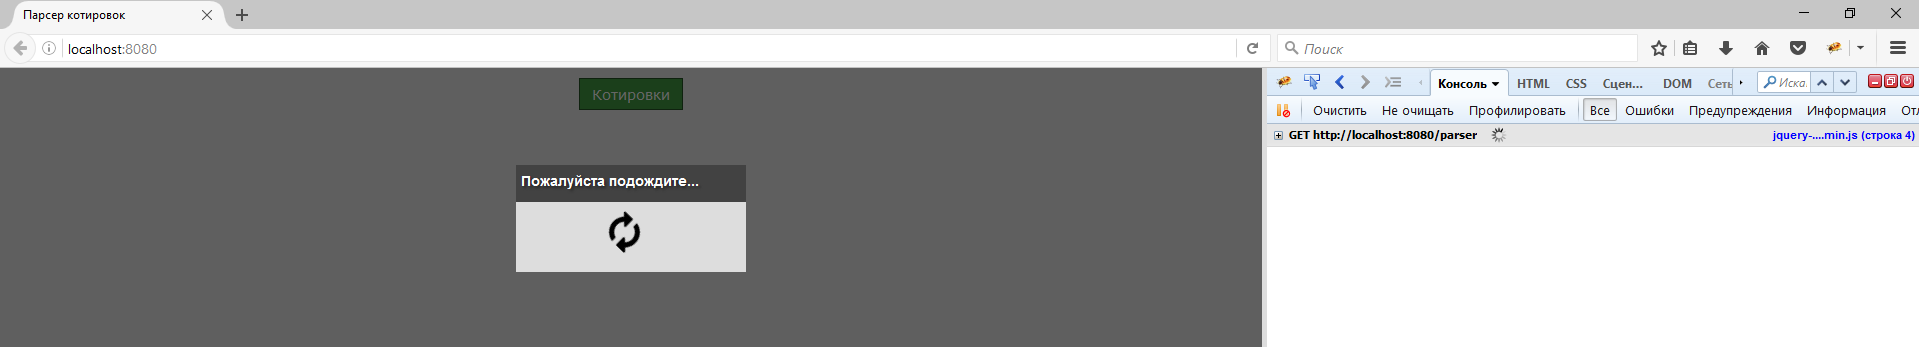 Парсер котировок
localhost:8080
Поиск
Котировки
Пожалуйста подождите...
Консоль HTML CSS Сцен... DOM Сеть Иска
Очистить Не очищать Профилировать Все Ошибки Предупреждения Информация Отл
GET http://localhost:8080/parser jquery-....min.js (строка 4)